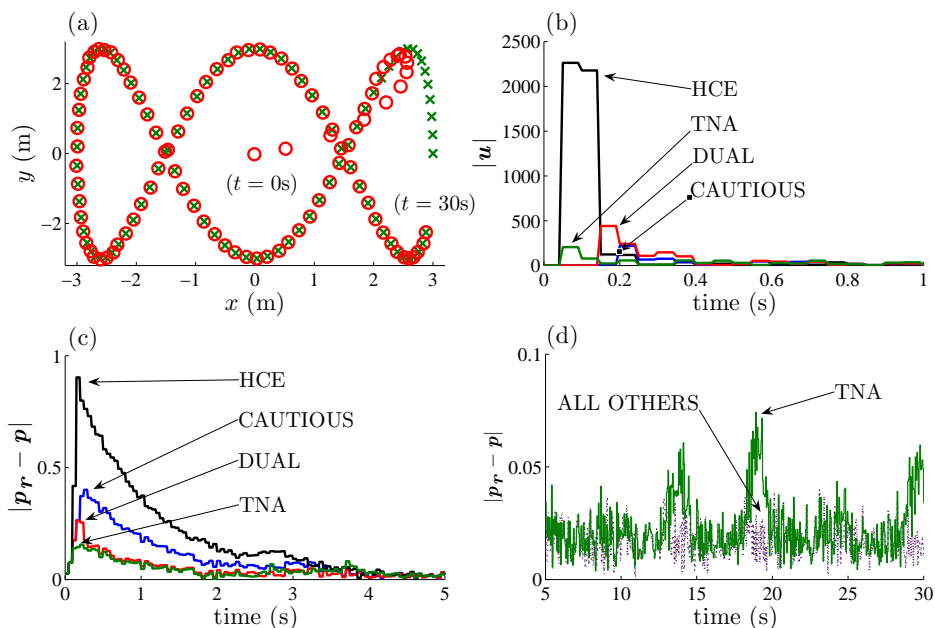 (a)
2
0
−2
y (m)
−3
−2
−1
0
1
2
3
x (m)
(t = 0s)
(t = 30s)
(b)
2500
2000
1500
1000
500
0
|u|
0
0.2
0.4
0.6
0.8
1
time (s)
HCE
TNA
DUAL
CAUTIOUS
(c)
1
0.5
0
|p_r − p|
0
1
2
3
4
5
time (s)
HCE
CAUTIOUS
DUAL
TNA
(d)
0.1
0.05
0
|p_r − p|
5
10
15
20
25
30
time (s)
ALL OTHERS
TNA